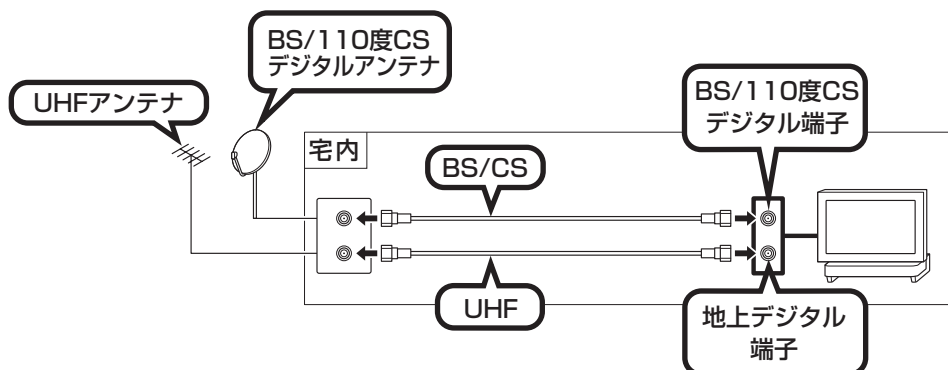 BS/110度CS
デジタルアンテナ
UHFアンテナ
BS/110度CS
デジタル端子
宅内
BS/CS
UHF
地上デジタル
端子